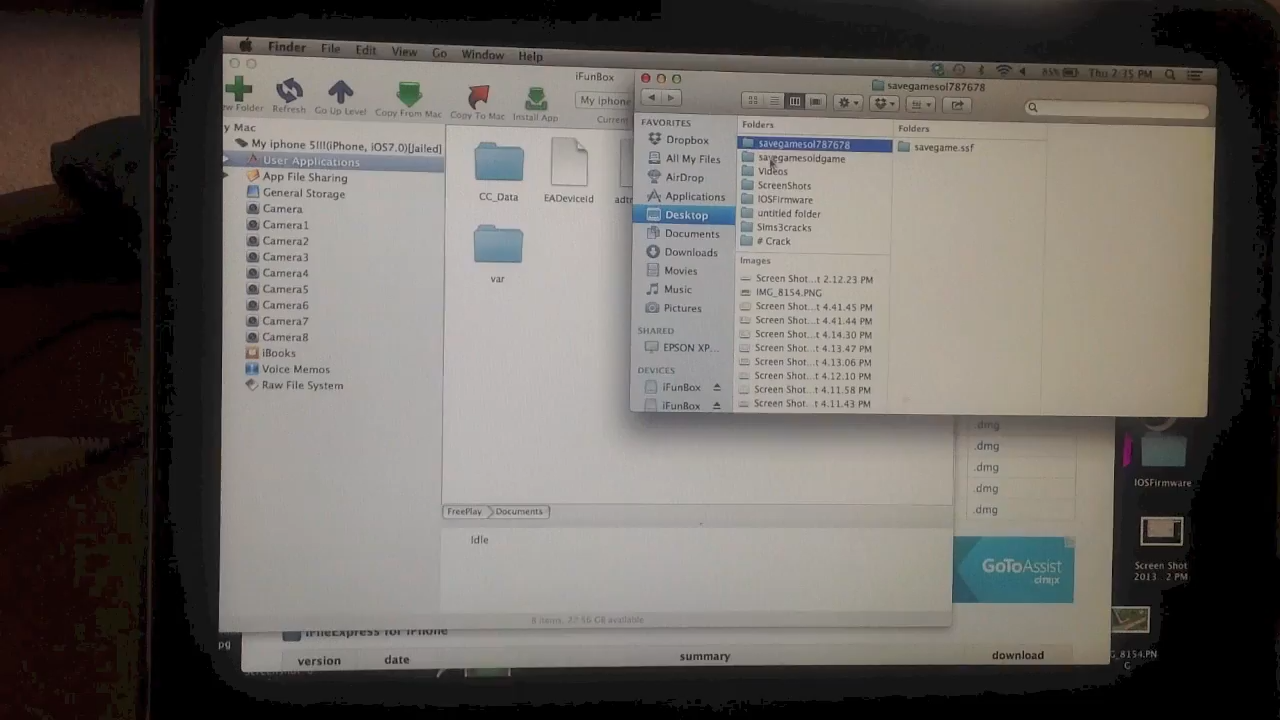 Finder File Edit View Go Window Help
85% Thu 2:35 PM
iFunBox
savegamesol787678
Refresh
Go Up Level
Copy From Mac
Copy To Mac
Install App
My iphone
Current
My iphone 5!!!(iPhone, iOS7.0)[Jailed]
User Applications
App File Sharing
General Storage
Camera
Camera1
Camera2
Camera3
Camera4
Camera5
Camera6
Camera7
Camera8
iBooks
Voice Memos
Raw File System
CC_Data
EADeviceId
var
FreePlay Documents
Idle
FAVORITES
Dropbox
All My Files
AirDrop
Applications
Desktop
Documents
Downloads
Movies
Music
Pictures
SHARED
EPSON XP...
DEVICES
iFunBox
iFunBox
Folders
savegamesol787678
savegamesoldgame
Videos
ScreenShots
IOSFirmware
untitled folder
Sims3cracks
# Crack
Images
Screen Shot...t 2.12.23 PM
IMG_8154.PNG
Screen Shot...t 4.41.45 PM
Screen Shot...t 4.41.44 PM
Screen Shot...t 4.14.30 PM
Screen Shot...t 4.13.47 PM
Screen Shot...t 4.13.06 PM
Screen Shot...t 4.12.10 PM
Screen Shot...t 4.11.58 PM
Screen Shot...t 4.11.43 PM
Folders
savegame.ssf
.dmg
.dmg
.dmg
.dmg
.dmg
GoToAssist
citrix
IOSFirmware
Screen Shot
2013...2 PM
G_8154.PN
G
iFileExpress for iPhone
version date summary download